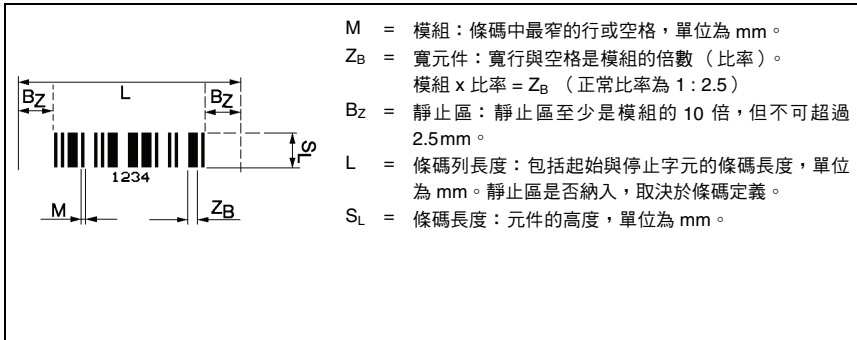 M = 模組：條碼中最窄的行或空格，單位為 mm。
ZB = 寬元件：寬行與空格是模組的倍數 （比率）。
模組 x 比率 = ZB （正常比率為 1 : 2.5）
BZ = 靜止區：靜止區至少是模組的 10 倍，但不可超過
2.5mm。
L = 條碼列長度：包括起始與停止字元的條碼長度，單位
為 mm。靜止區是否納入，取決於條碼定義。
SL = 條碼長度：元件的高度，單位為 mm。
L
BZ
BZ
SL
1234
M
ZB